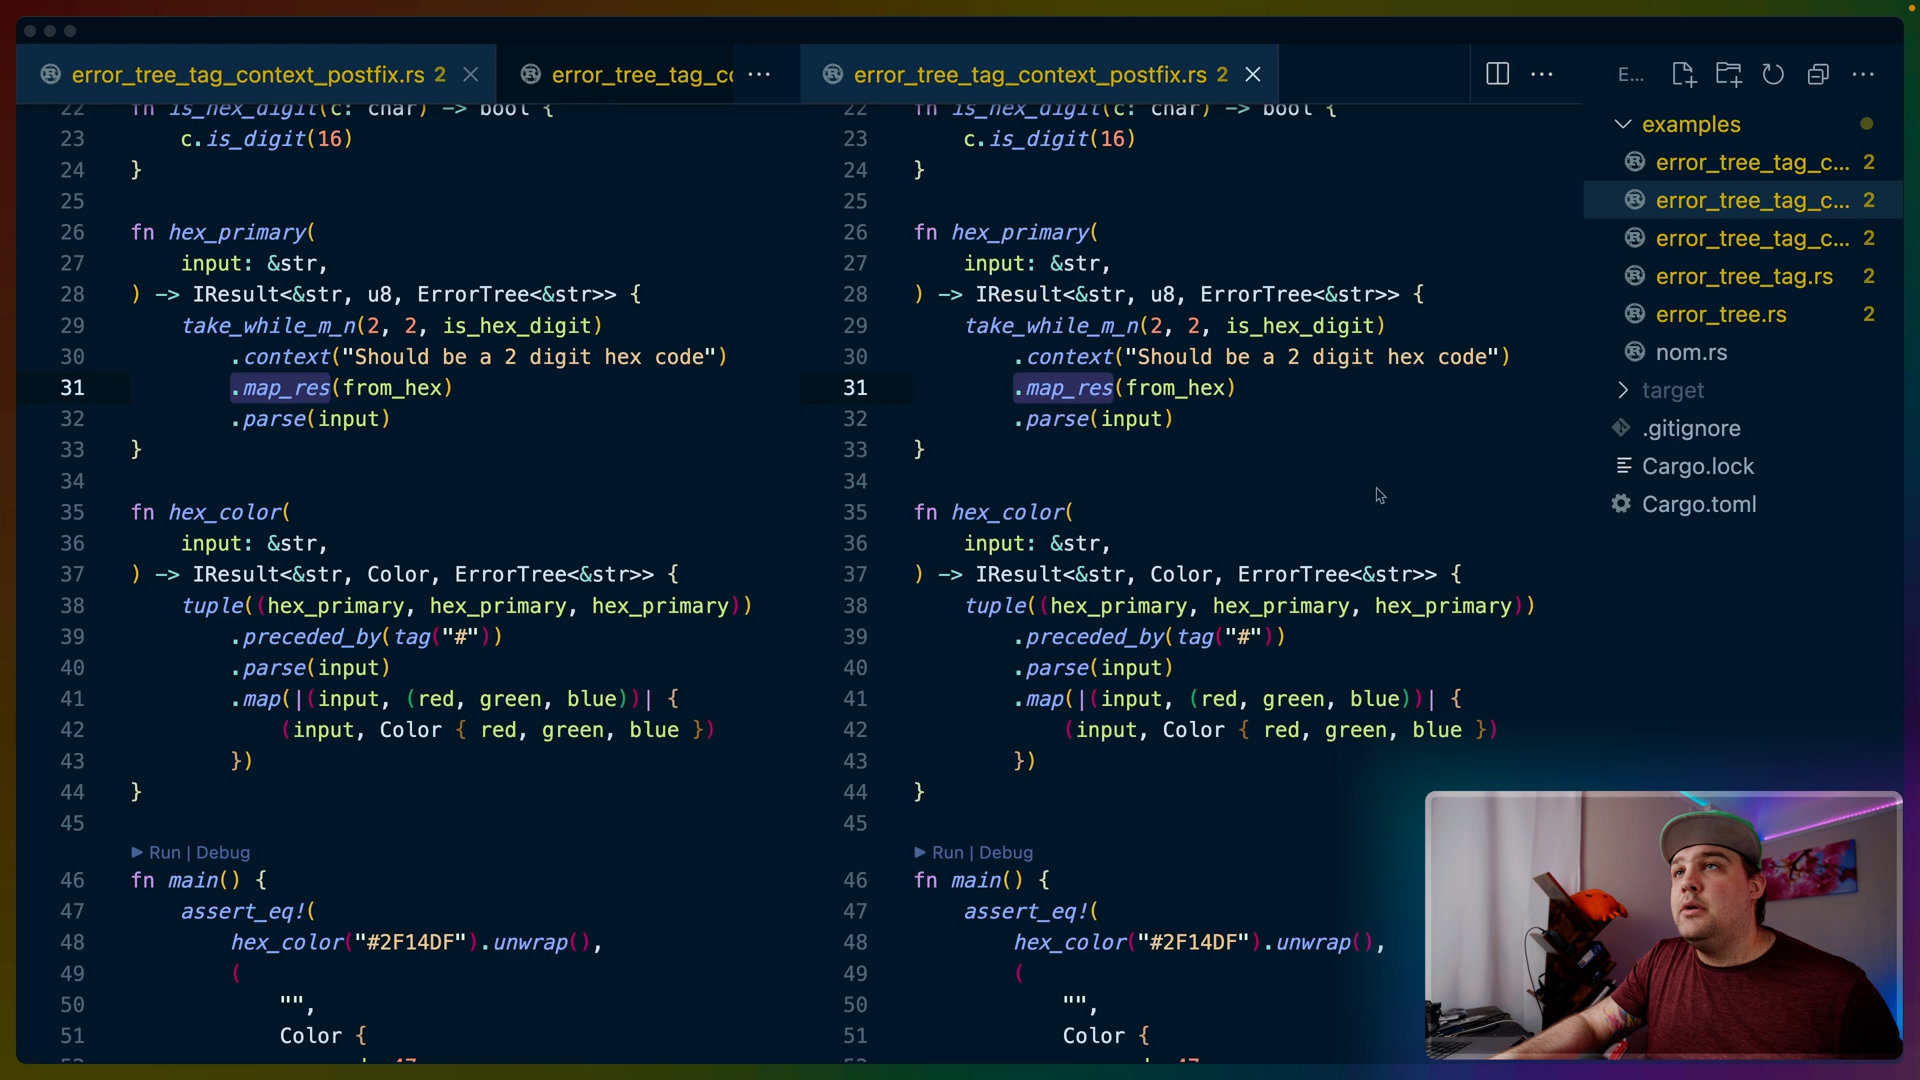 error_tree_tag_context_postfix.rs 2
error_tree_tag_co
22 fn is_hex_digit(c: char) -> bool {
23 c.is_digit(16)
24 }
25
26 fn hex_primary(
27 input: &str,
28 ) -> IResult<&str, u8, ErrorTree<&str>> {
29 take_while_m_n(2, 2, is_hex_digit)
30 .context("Should be a 2 digit hex code")
31 .map_res(from_hex)
32 .parse(input)
33 }
34
35 fn hex_color(
36 input: &str,
37 ) -> IResult<&str, Color, ErrorTree<&str>> {
38 tuple((hex_primary, hex_primary, hex_primary))
39 .preceded_by(tag("#"))
40 .parse(input)
41 .map(|(input, (red, green, blue))| {
42 (input, Color { red, green, blue })
43 })
44 }
45
Run | Debug
46 fn main() {
47 assert_eq!(
48 hex_color("#2F14DF").unwrap(),
49 (
50 "",
51 Color {
error_tree_tag_context_postfix.rs 2
22 fn is_hex_digit(c: char) -> bool {
23 c.is_digit(16)
24 }
25
26 fn hex_primary(
27 input: &str,
28 ) -> IResult<&str, u8, ErrorTree<&str>> {
29 take_while_m_n(2, 2, is_hex_digit)
30 .context("Should be a 2 digit hex code")
31 .map_res(from_hex)
32 .parse(input)
33 }
34
35 fn hex_color(
36 input: &str,
37 ) -> IResult<&str, Color, ErrorTree<&str>> {
38 tuple((hex_primary, hex_primary, hex_primary))
39 .preceded_by(tag("#"))
40 .parse(input)
41 .map(|(input, (red, green, blue))| {
42 (input, Color { red, green, blue })
43 })
44 }
45
Run | Debug
46 fn main() {
47 assert_eq!(
48 hex_color("#2F14DF").unwrap(),
49 (
50 "",
51 Color {
E...
examples
error_tree_tag_c... 2
error_tree_tag_c... 2
error_tree_tag_c... 2
error_tree_tag.rs 2
error_tree.rs 2
nom.rs
target
.gitignore
Cargo.lock
Cargo.toml